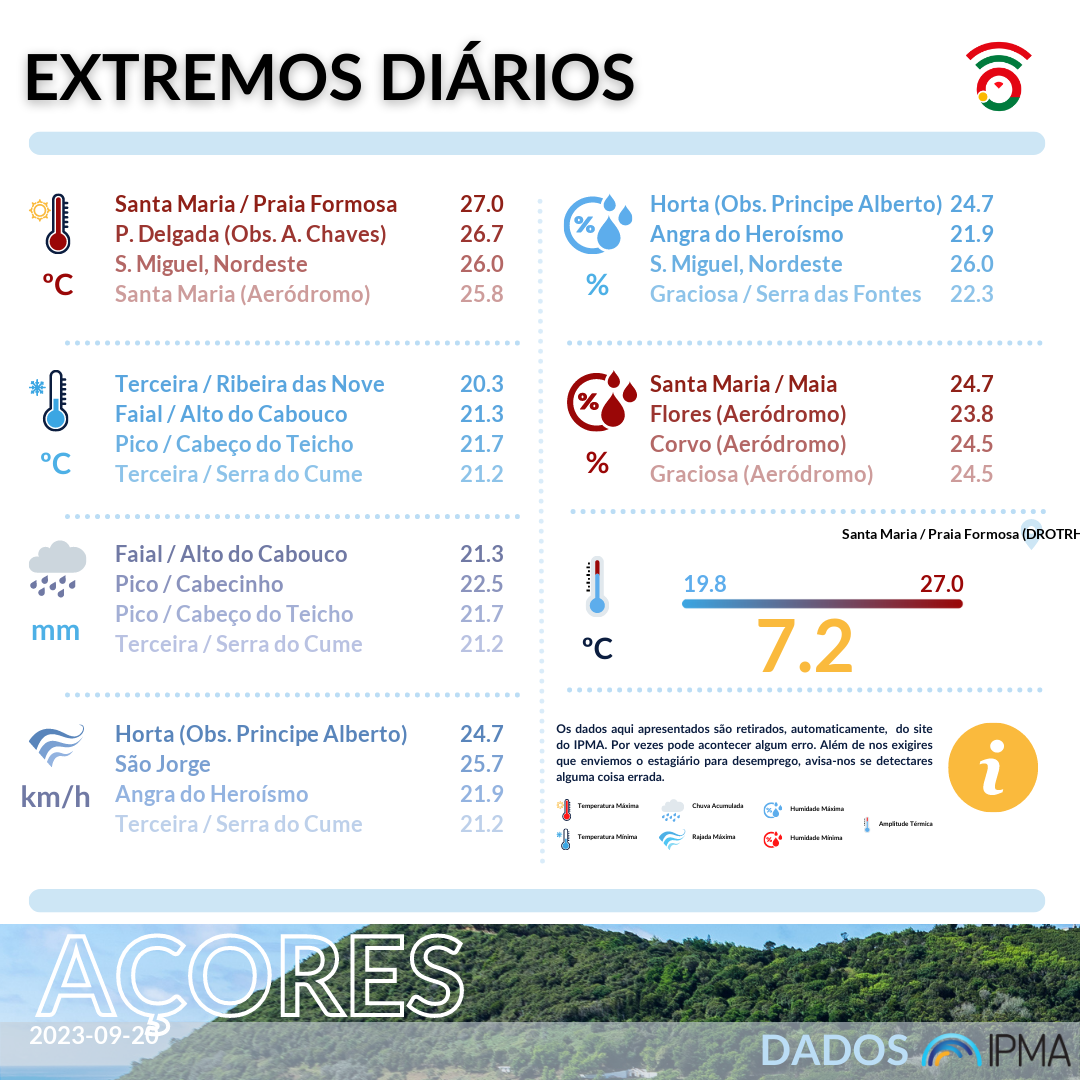 EXTREMOS DIÁRIOS
ºC
Santa Maria / Praia Formosa 27.0
P. Delgada (Obs. A. Chaves) 26.7
S. Miguel, Nordeste 26.0
Santa Maria (Aeródromo) 25.8
ºC
Terceira / Ribeira das Nove 20.3
Faial / Alto do Cabouco 21.3
Pico / Cabeço do Teicho 21.7
Terceira / Serra do Cume 21.2
mm
Faial / Alto do Cabouco 21.3
Pico / Cabecinho 22.5
Pico / Cabeço do Teicho 21.7
Terceira / Serra do Cume 21.2
km/h
Horta (Obs. Principe Alberto) 24.7
São Jorge 25.7
Angra do Heroísmo 21.9
Terceira / Serra do Cume 21.2
%
%
Horta (Obs. Principe Alberto) 24.7
Angra do Heroísmo 21.9
S. Miguel, Nordeste 26.0
Graciosa / Serra das Fontes 22.3
%
%
Santa Maria / Maia 24.7
Flores (Aeródromo) 23.8
Corvo (Aeródromo) 24.5
Graciosa (Aeródromo) 24.5
Santa Maria / Praia Formosa (DROTRH
19.8 27.0
7.2
ºC
Os dados aqui apresentados são retirados, automaticamente, do site
do IPMA. Por vezes pode acontecer algum erro. Além de nos exigires
que enviemos o estagiário para desemprego, avisa-nos se detectares
alguma coisa errada.
i
Temperatura Máxima Chuva Acumulada Humidade Máxima
Amplitude Térmica
Temperatura Mínima Rajada Máxima Humidade Mínima
AÇORES
2023-09-20
DADOS IPMA